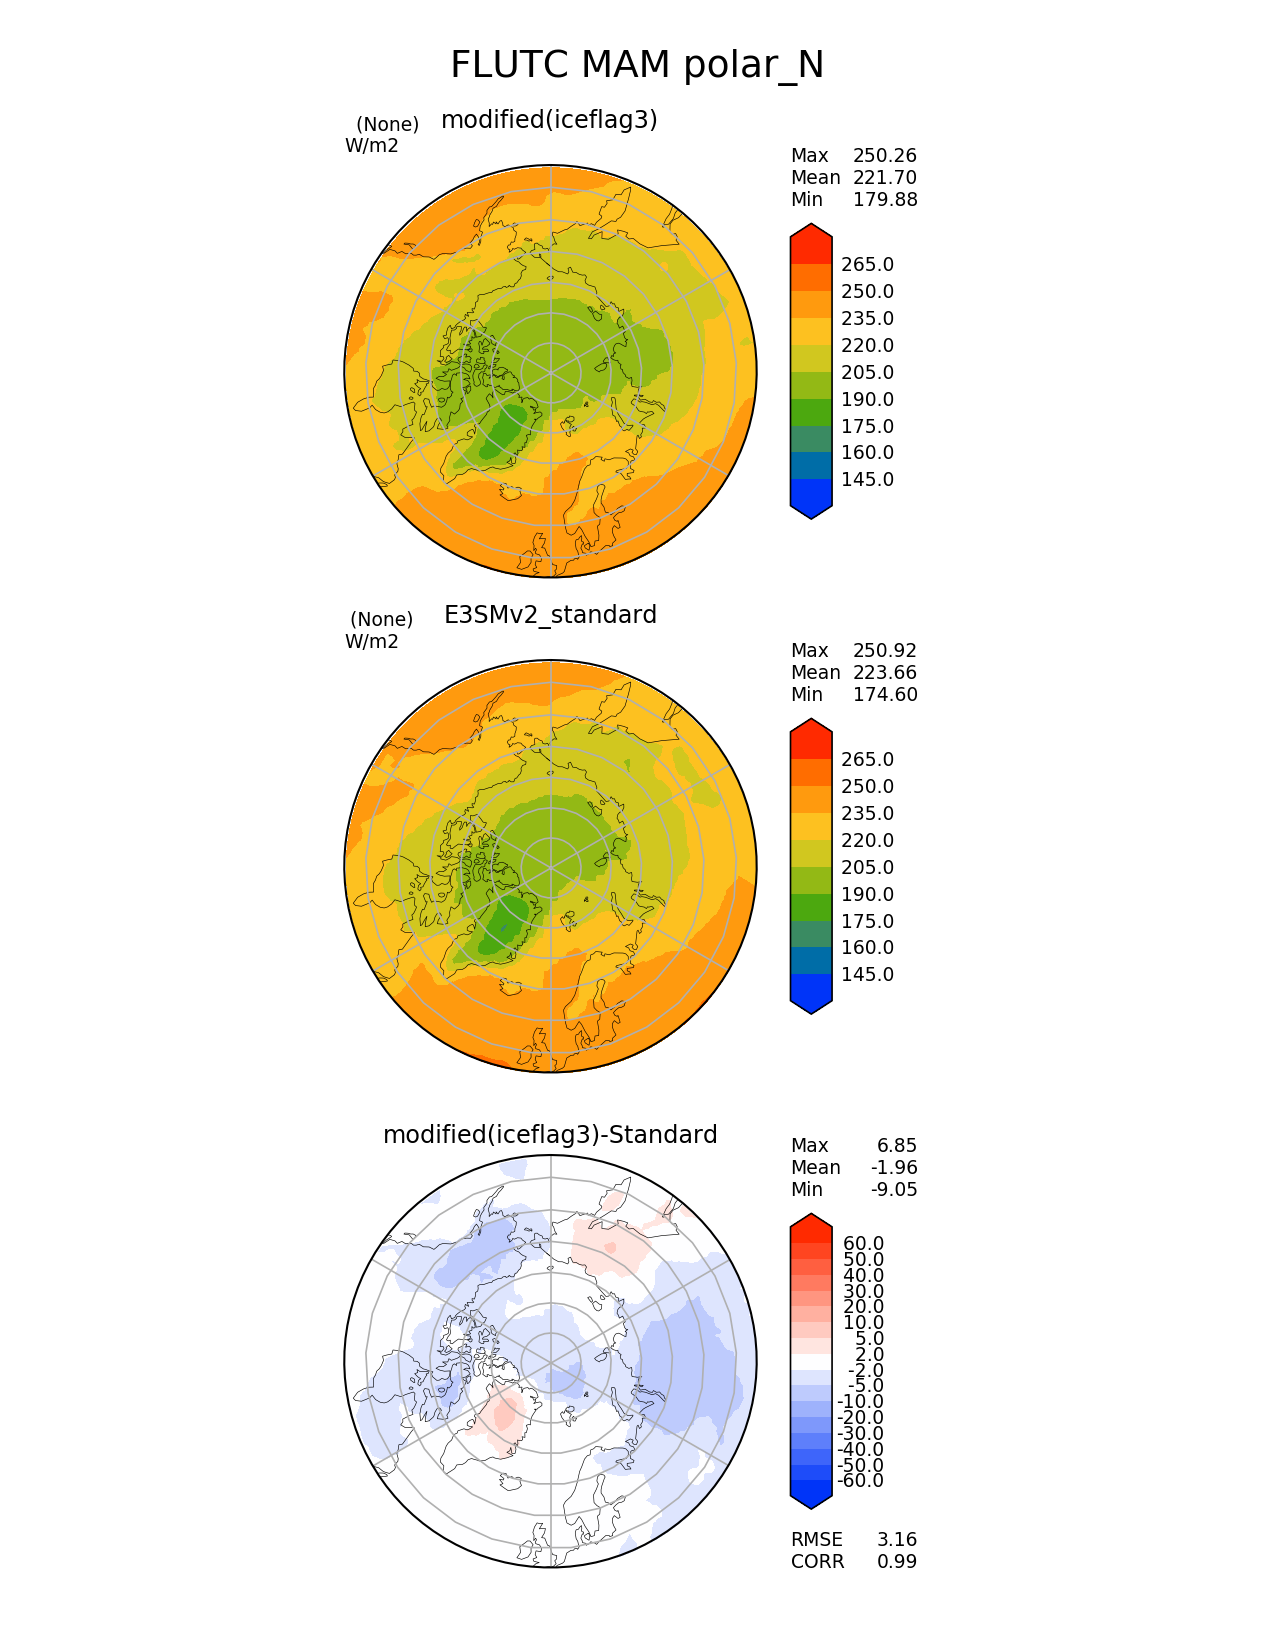 FLUTC MAM polar_N
(None)
modified(iceflag3)
W/m2
Max 250.26
Mean 221.70
Min 179.88
265.0
250.0
235.0
220.0
205.0
190.0
175.0
160.0
145.0
(None)
E3SMv2_standard
W/m2
Max 250.92
Mean 223.66
Min 174.60
265.0
250.0
235.0
220.0
205.0
190.0
175.0
160.0
145.0
modified(iceflag3)-Standard
Max 6.85
Mean -1.96
Min -9.05
60.0
50.0
40.0
30.0
20.0
10.0
5.0
2.0
-2.0
-5.0
-10.0
-20.0
-30.0
-40.0
-50.0
-60.0
RMSE 3.16
CORR 0.99